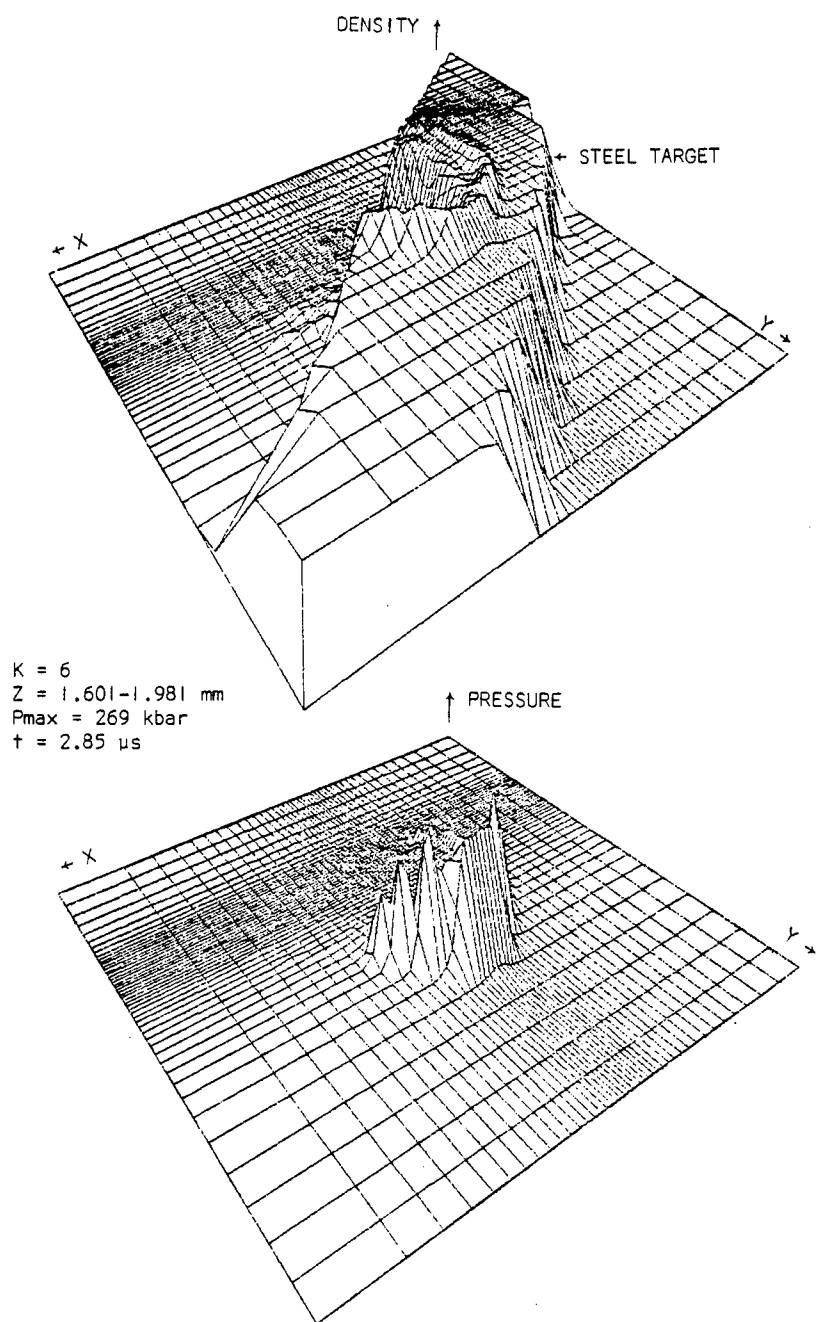 DENSITY ↑
← STEEL TARGET
← X
Y →
K = 6
Z = 1.601-1.981 mm
Pmax = 269 kbar
t = 2.85 µs
↑ PRESSURE
← X
Y →